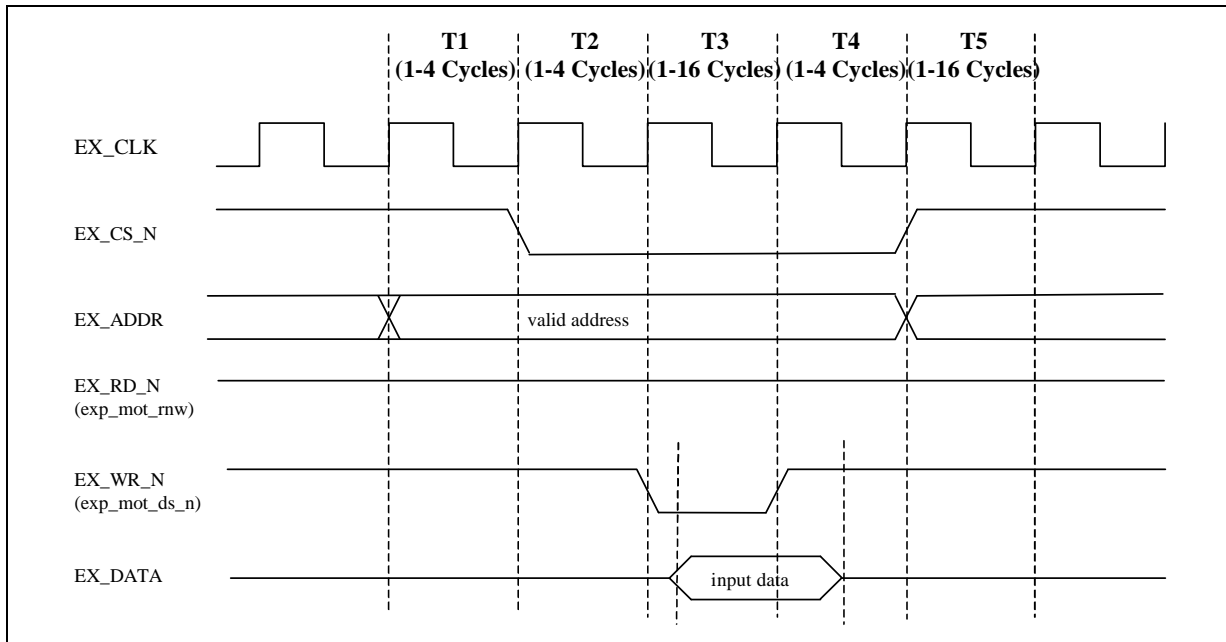 T1 T2 T3 T4 T5
(1-4 Cycles) (1-4 Cycles) (1-16 Cycles) (1-4 Cycles) (1-16 Cycles)
EX_CLK
EX_CS_N
EX_ADDR valid address
EX_RD_N
(exp_mot_rnw)
EX_WR_N
(exp_mot_ds_n)
EX_DATA input data